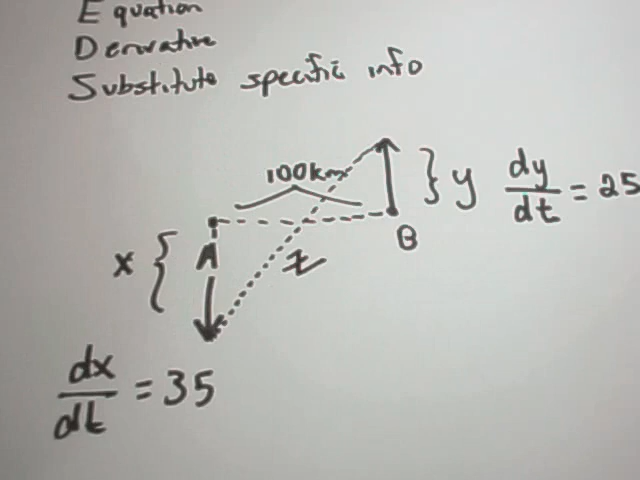 Equation
Derivative
Substitute specific info
100km
} y dy/dt = 25
B
x { A
z
dx/dt = 35